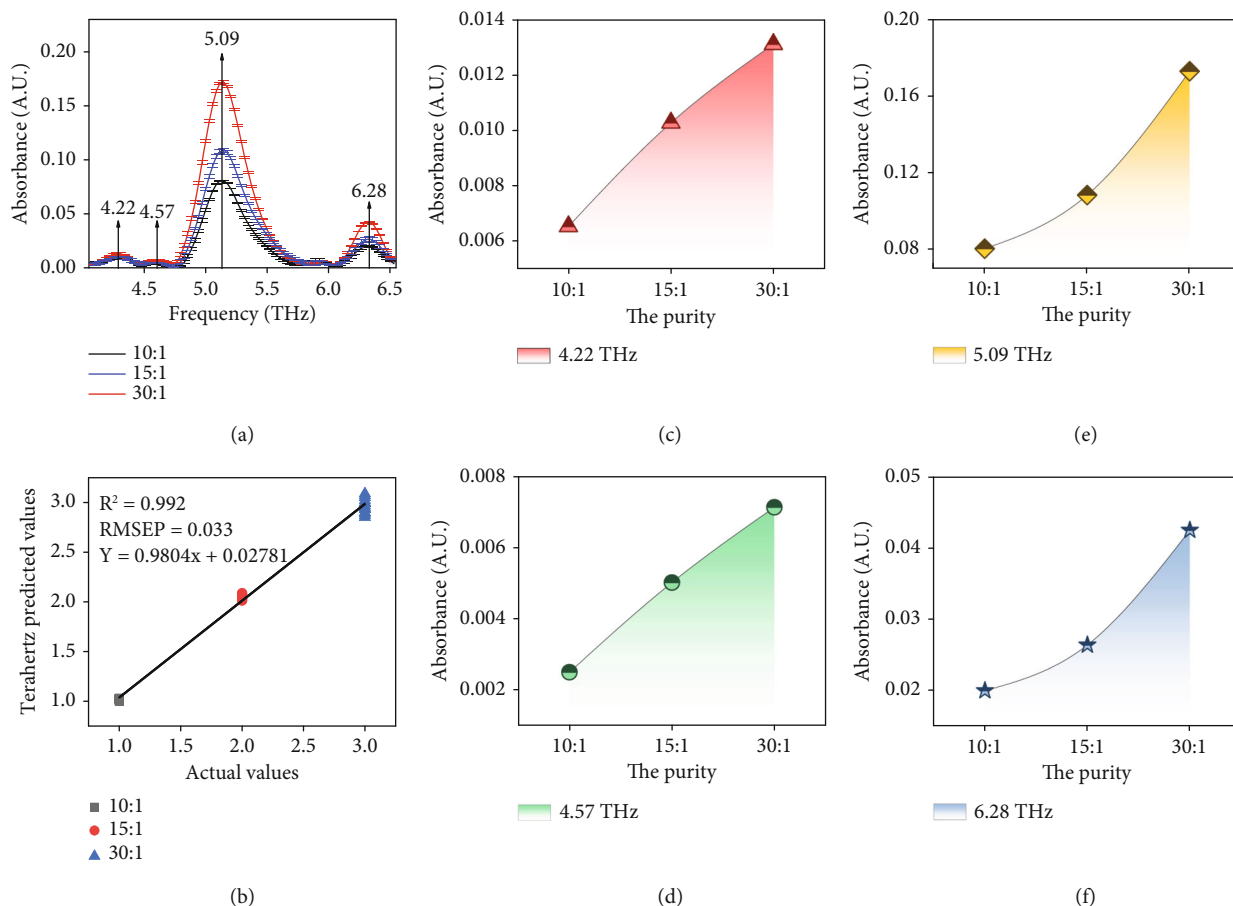 0.20
0.15
0.10
0.05
0.00
Absorbance (A.U.)
4.22
4.57
5.09
6.28
4.5
5.0
5.5
6.0
6.5
Frequency (THz)
10:1
15:1
30:1
(a)
0.014
0.012
0.010
0.008
0.006
Absorbance (A.U.)
10:1
15:1
30:1
The purity
4.22 THz
(c)
0.20
0.16
0.12
0.08
Absorbance (A.U.)
10:1
15:1
30:1
The purity
5.09 THz
(e)
3.0
2.5
2.0
1.5
1.0
Terahertz predicted values
R² = 0.992
RMSEP = 0.033
Y = 0.9804x + 0.02781
1.0
1.5
2.0
2.5
3.0
Actual values
10:1
15:1
30:1
(b)
0.008
0.006
0.004
0.002
Absorbance (A.U.)
10:1
15:1
30:1
The purity
4.57 THz
(d)
0.05
0.04
0.03
0.02
Absorbance (A.U.)
10:1
15:1
30:1
The purity
6.28 THz
(f)